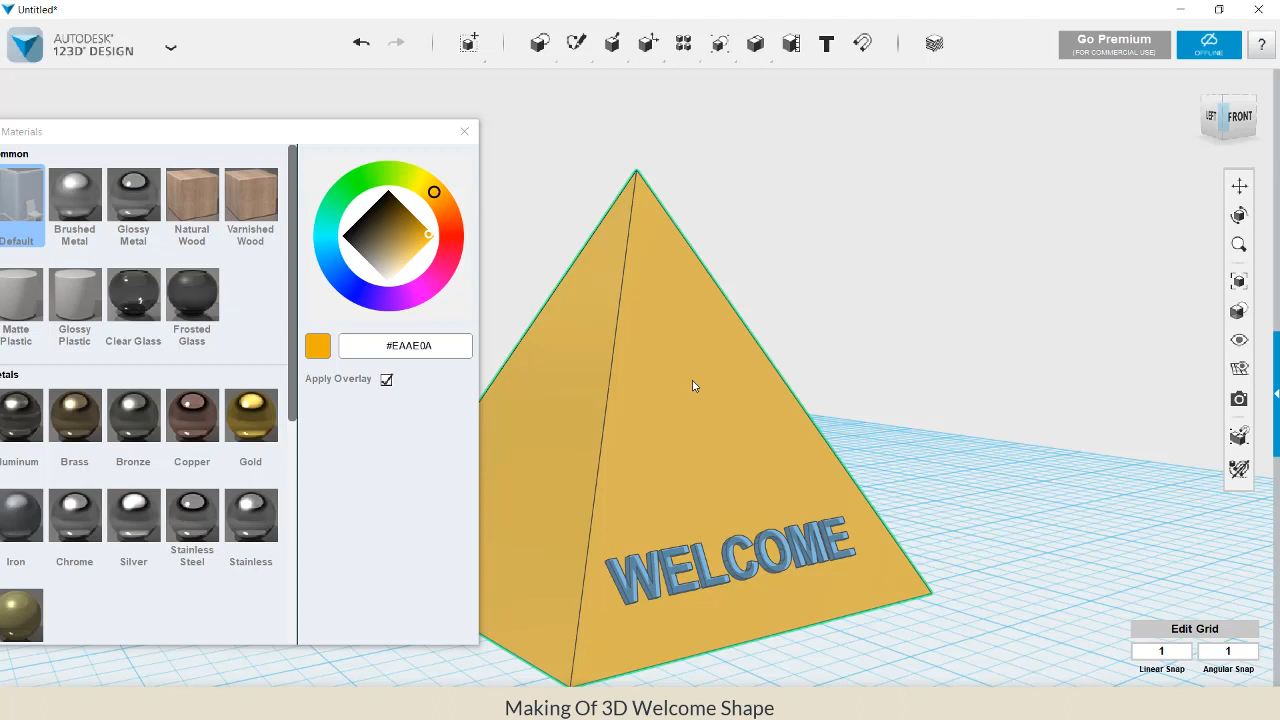 Untitled*
AUTODESK®
123D® DESIGN
Go Premium
(FOR COMMERCIAL USE)
OFFLINE
?
LEFT
FRONT
Materials
ommon
Default
Brushed Metal
Glossy Metal
Natural Wood
Varnished Wood
Matte Plastic
Glossy Plastic
Clear Glass
Frosted Glass
#EAAE0A
Apply Overlay
etals
luminum
Brass
Bronze
Copper
Gold
Iron
Chrome
Silver
Stainless Steel
Stainless
WELCOME
Edit Grid
1
1
Linear Snap
Angular Snap
Making Of 3D Welcome Shape